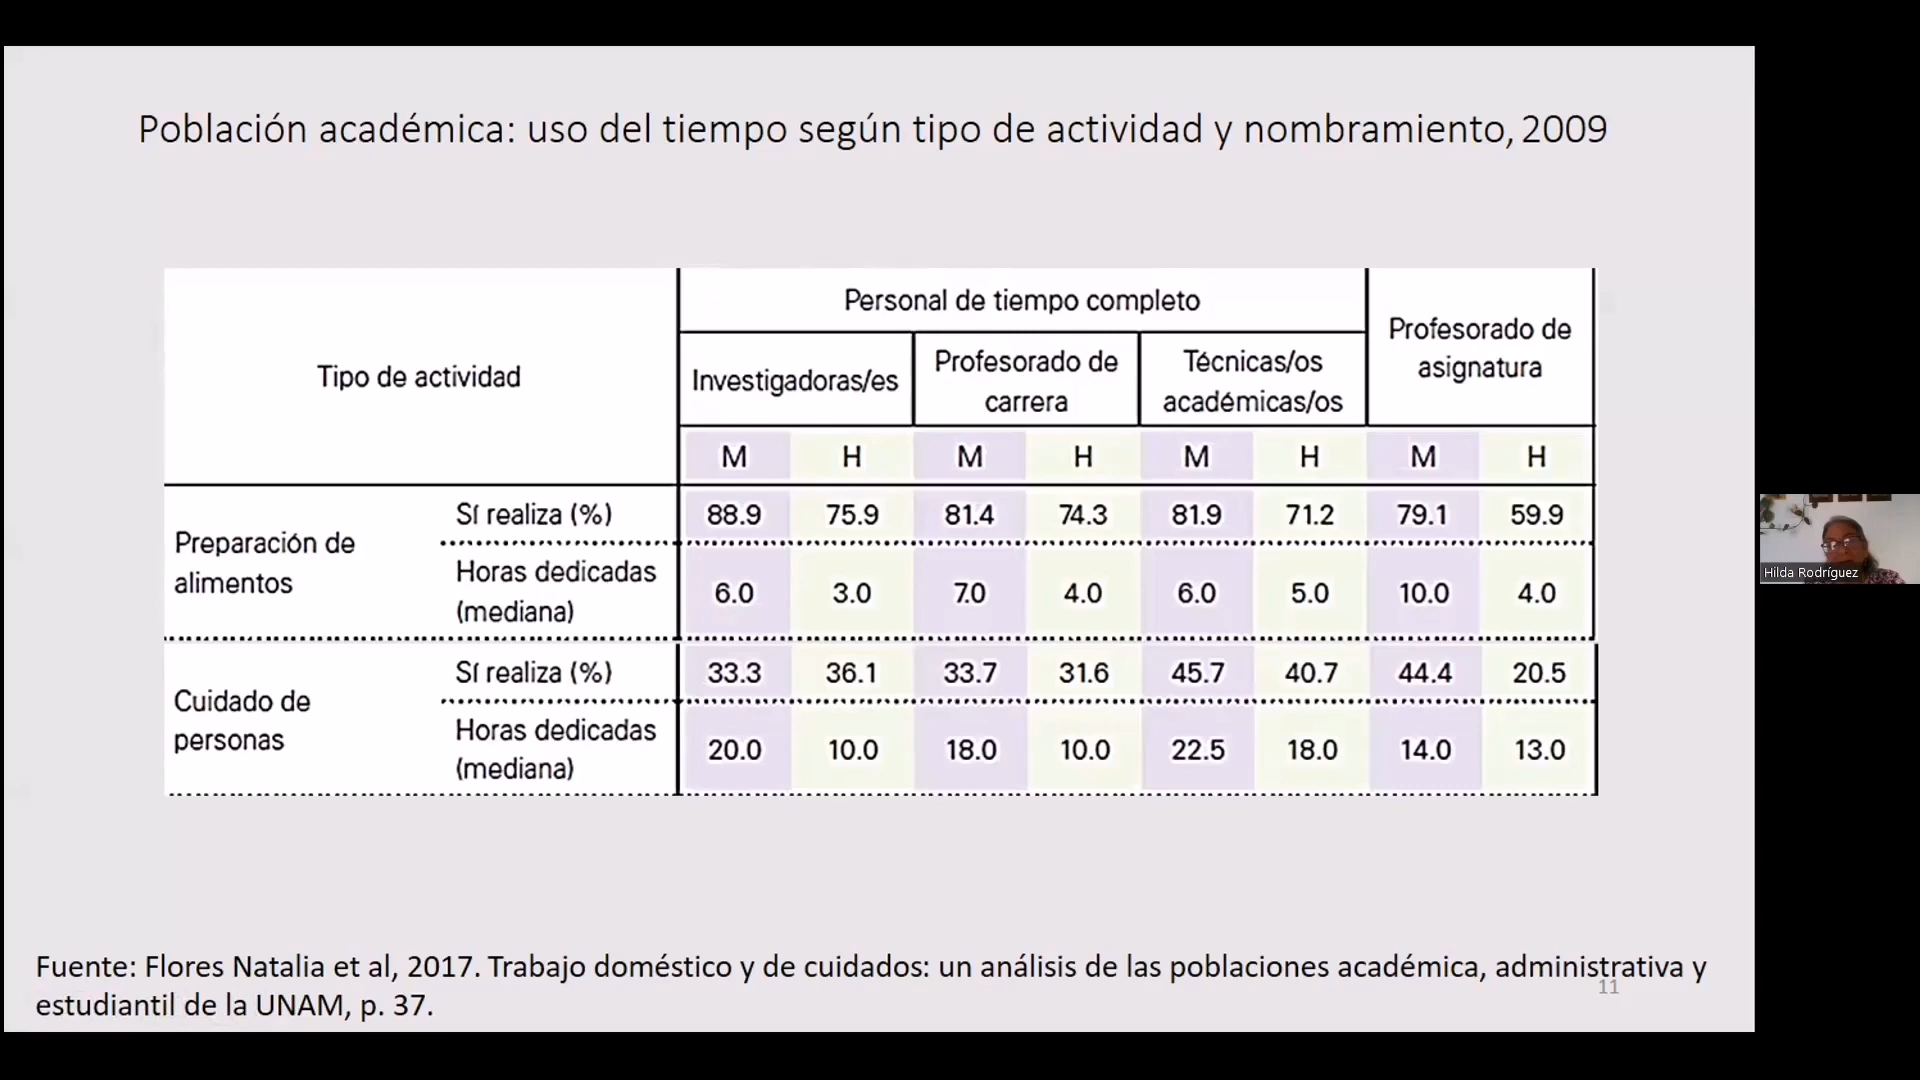 Población académica: uso del tiempo según tipo de actividad y nombramiento, 2009
Tipo de actividad
Personal de tiempo completo
Profesorado de
asignatura
Investigadoras/es
Profesorado de
carrera
Técnicas/os
académicas/os
M H M H M H M H
Preparación de
alimentos
Sí realiza (%) 88.9 75.9 81.4 74.3 81.9 71.2 79.1 59.9
Horas dedicadas
(mediana)
6.0 3.0 7.0 4.0 6.0 5.0 10.0 4.0
Cuidado de
personas
Sí realiza (%) 33.3 36.1 33.7 31.6 45.7 40.7 44.4 20.5
Horas dedicadas
(mediana)
20.0 10.0 18.0 10.0 22.5 18.0 14.0 13.0
Hilda Rodríguez
Fuente: Flores Natalia et al, 2017. Trabajo doméstico y de cuidados: un análisis de las poblaciones académica, administrativa y
estudiantil de la UNAM, p. 37.
11